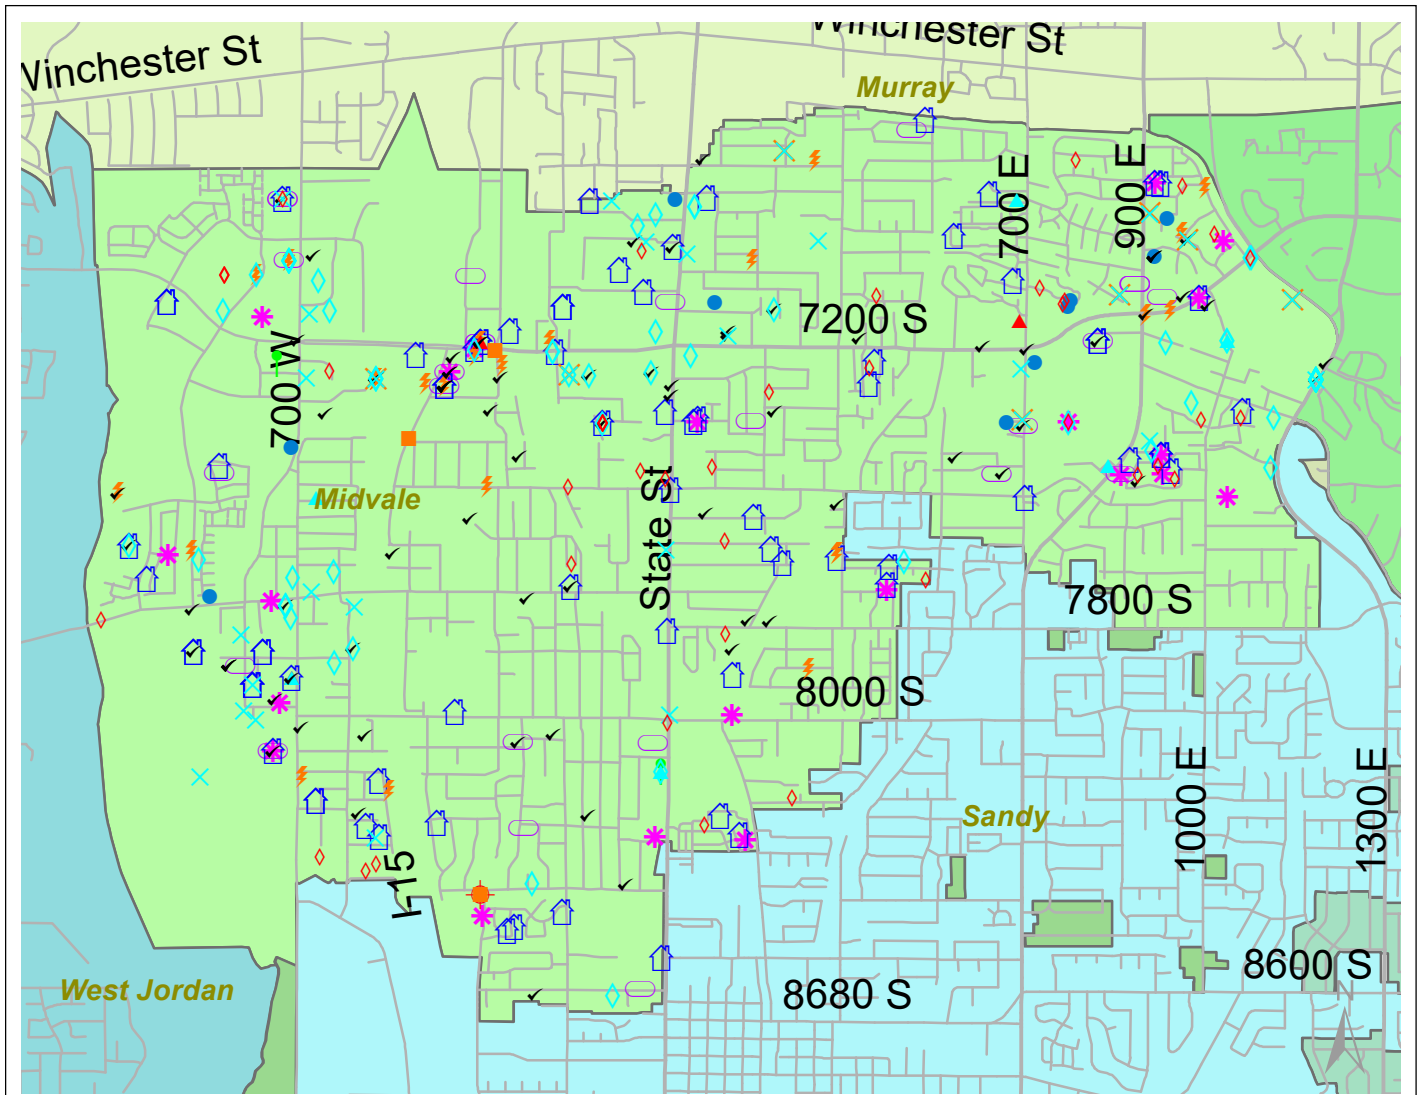 Winchester St
Winchester St
Murray
700 E
900 E
7200 S
700 W
Midvale
State St
7800 S
8000 S
Sandy
1000 E
1300 E
I-15
West Jordan
8680 S
8600 S
N